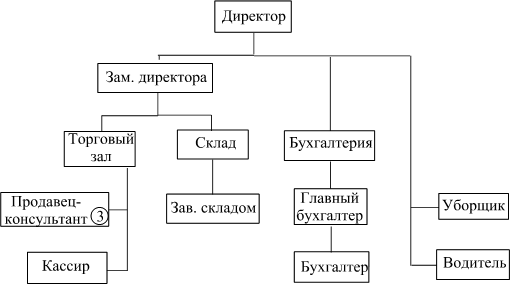 Директор
Зам. директора
Торговый
зал
Склад
Бухгалтерия
Продавец-
консультант 3
Зав. складом
Главный
бухгалтер
Уборщик
Кассир
Бухгалтер
Водитель